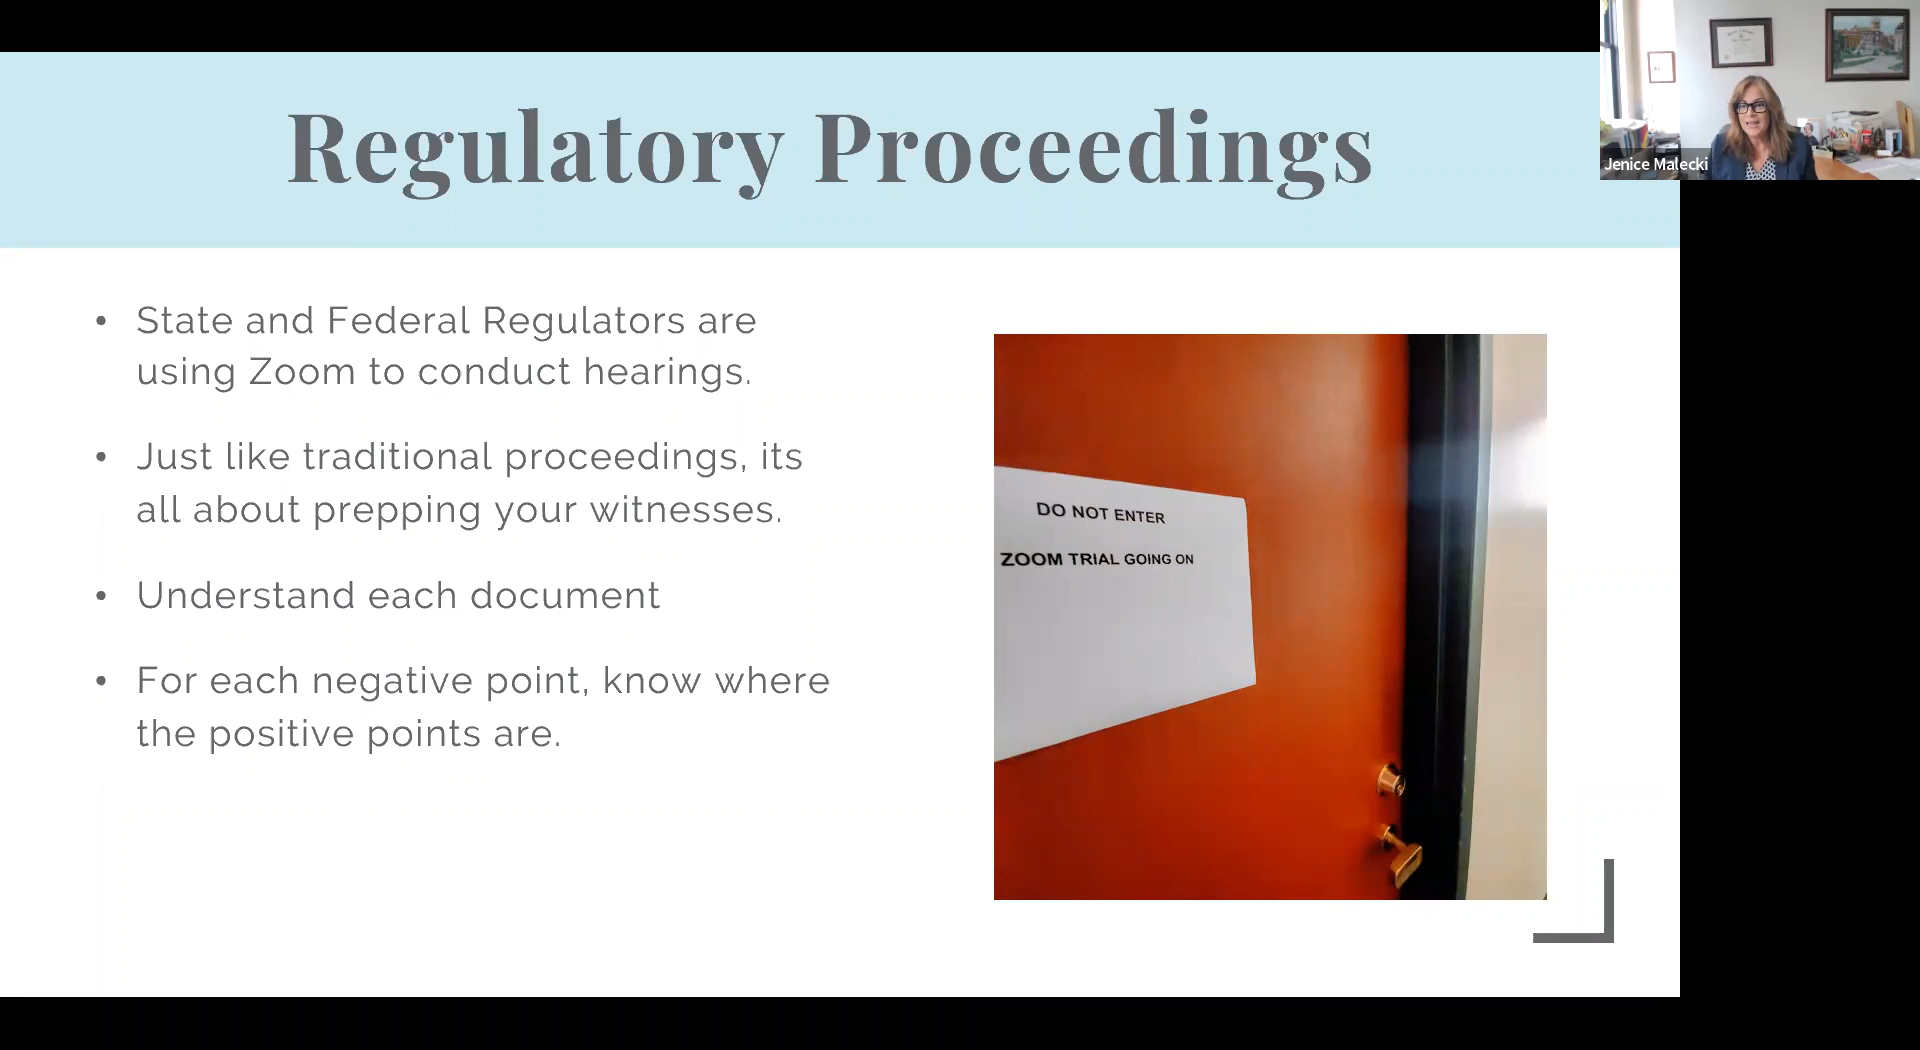 Regulatory Proceedings
• State and Federal Regulators are
using Zoom to conduct hearings.
• Just like traditional proceedings, its
all about prepping your witnesses.
• Understand each document
• For each negative point, know where
the positive points are.
DO NOT ENTER
ZOOM TRIAL GOING ON
Jenice Malecki